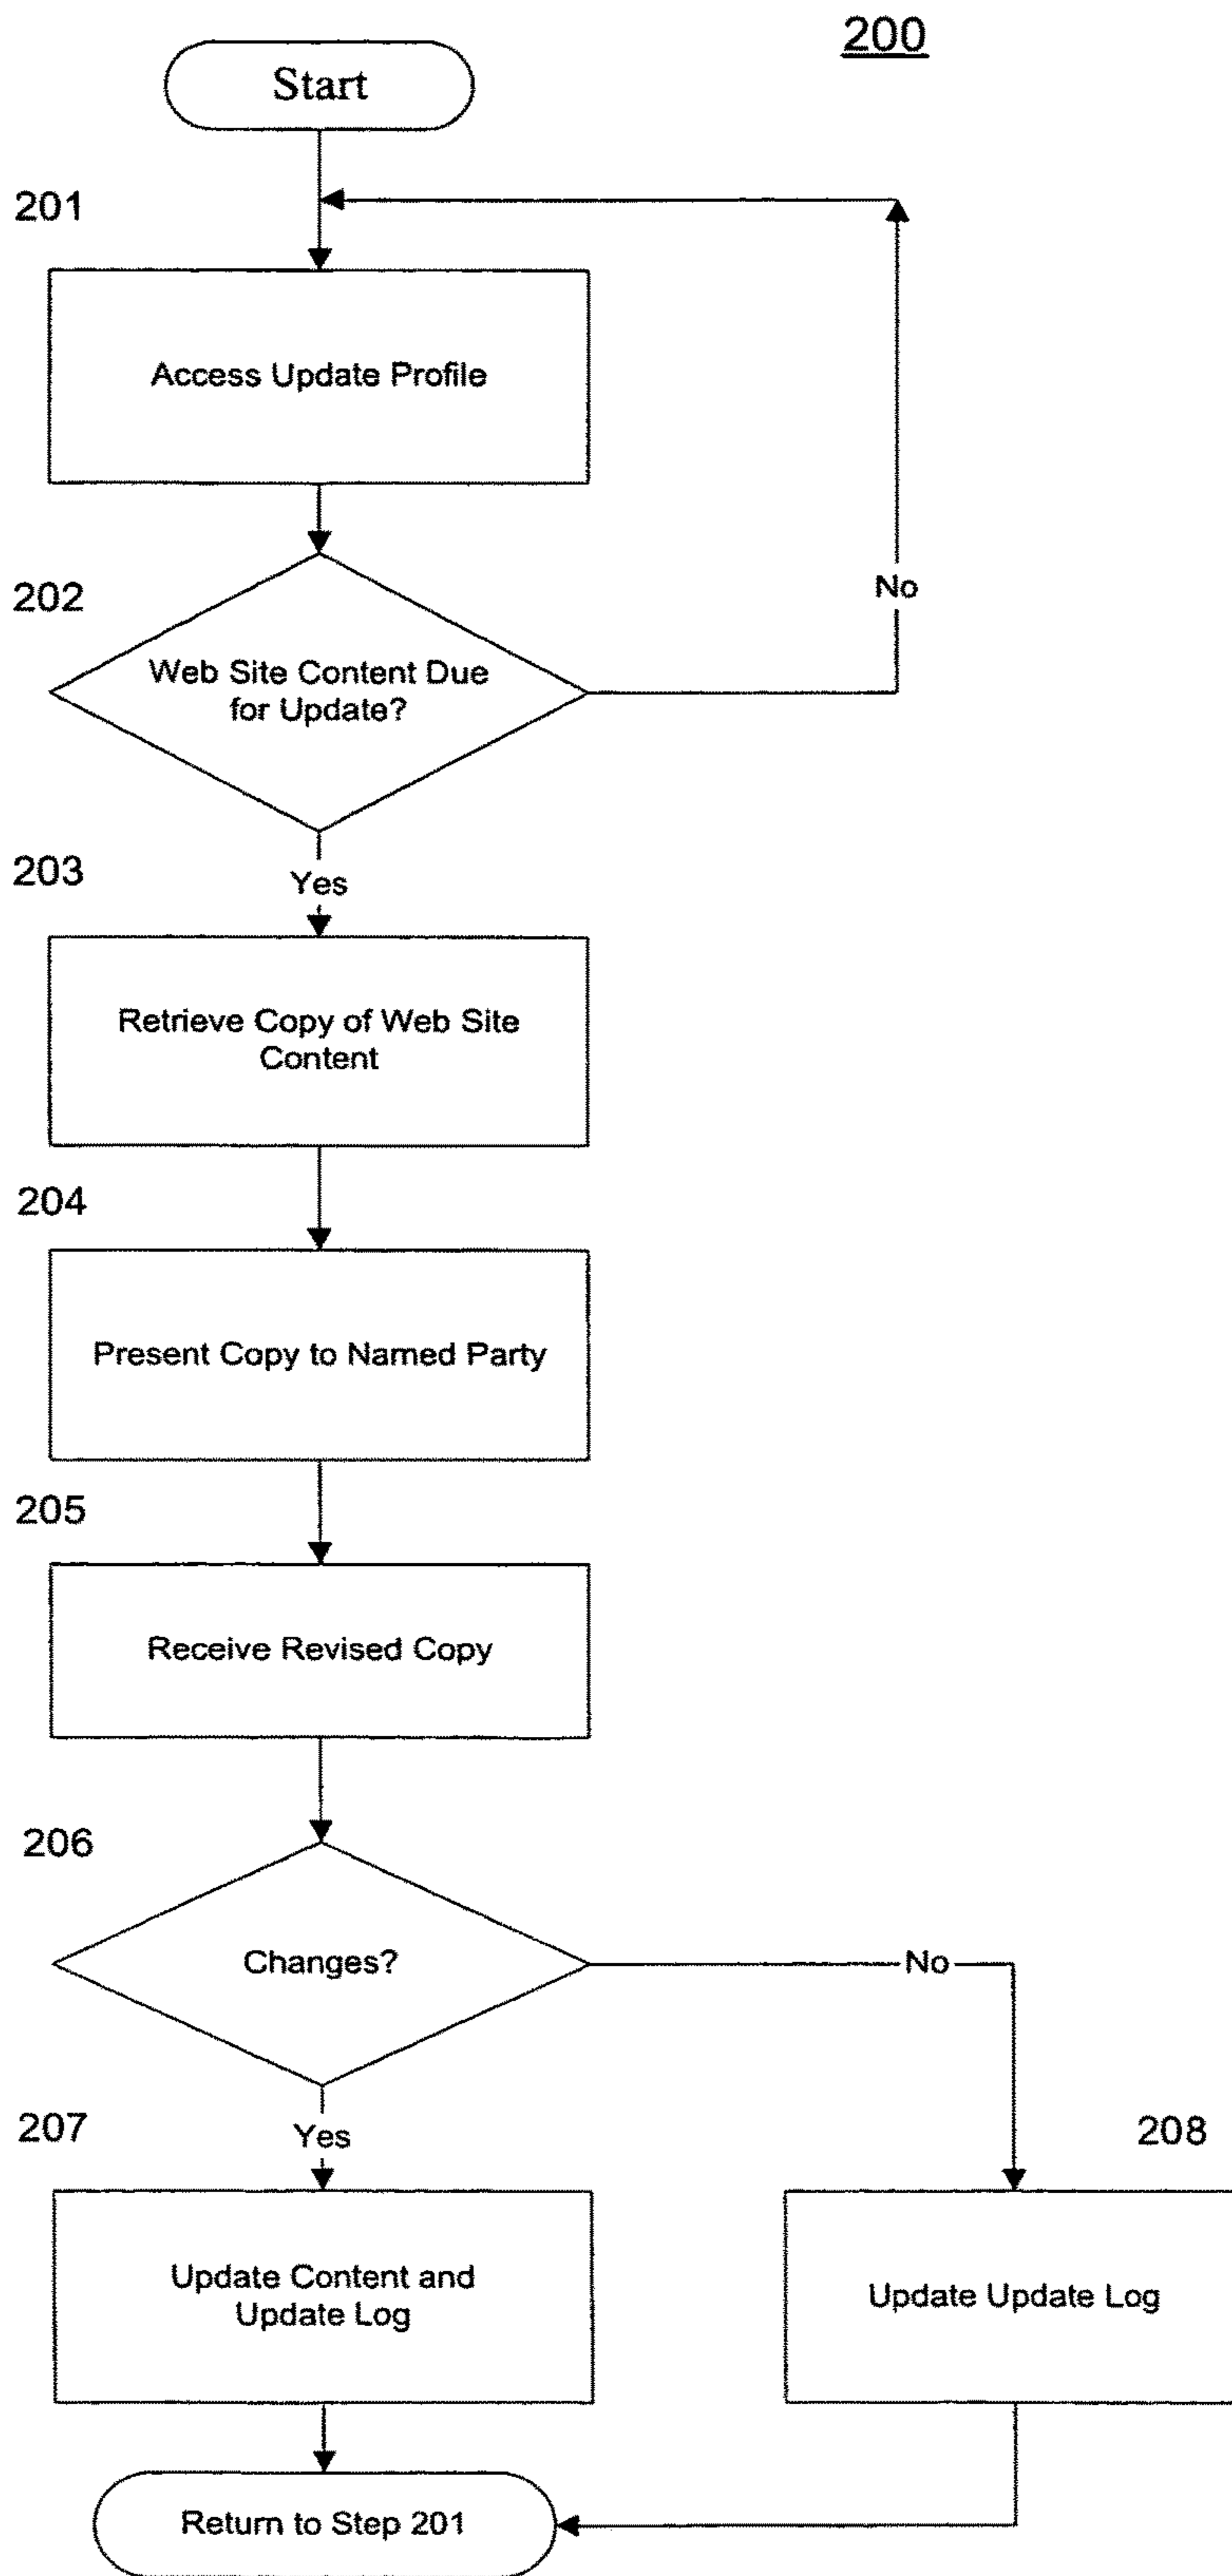 200
Start
201
Access Update Profile
202
Web Site Content Due
for Update?
No
203
Yes
Retrieve Copy of Web Site
Content
204
Present Copy to Named Party
205
Receive Revised Copy
206
Changes?
No
207
Yes
208
Update Content and
Update Log
Update Update Log
Return to Step 201